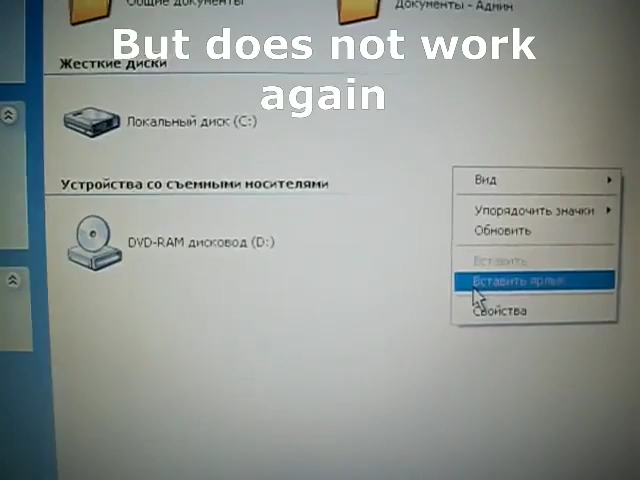 Общие документы
Документы - Админ
But does not work
again
Жесткие диски
Локальный диск (C:)
Устройства со съемными носителями
DVD-RAM дисковод (D:)
Вид
Упорядочить значки
Обновить
Вставить
Вставить ярлык
Свойства